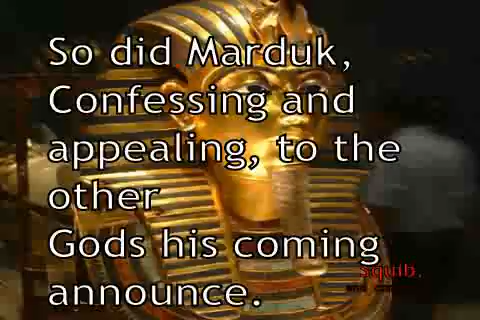 So did Marduk,
Confessing and
appealing, to the
other
Gods his coming
announce.
squib.